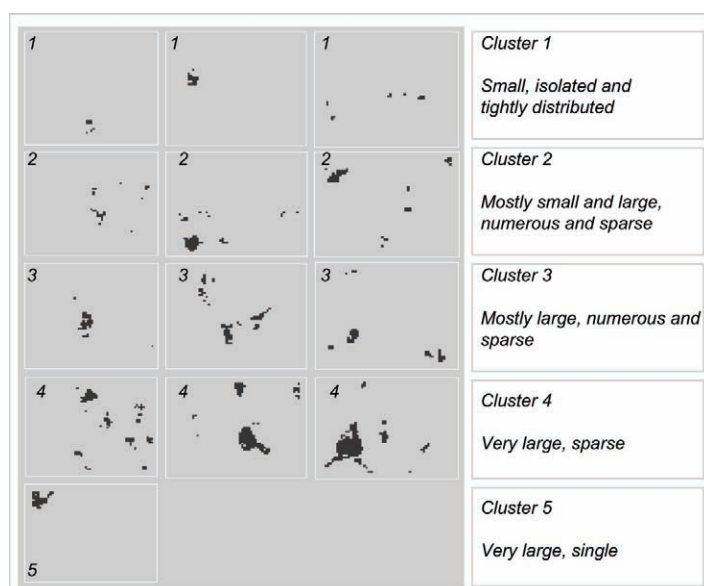 1 1 1
Cluster 1
Small, isolated and
tightly distributed
2 2 2
Cluster 2
Mostly small and large,
numerous and sparse
3 3 3
Cluster 3
Mostly large, numerous and
sparse
4 4 4
Cluster 4
Very large, sparse
5
Cluster 5
Very large, single